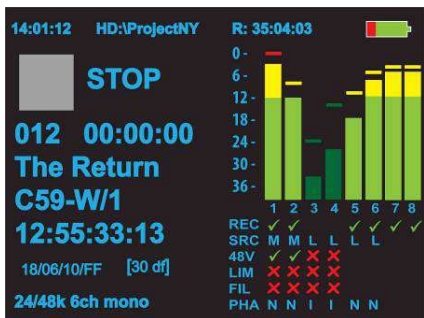 14:01:12 HD:\ProjectNY R: 35:04:03
STOP
012 00:00:00
The Return
C59-W/1
12:55:33:13
18/06/10/FF [30 df]
24/48k 6ch mono
0 -
6 -
12 -
18 -
24 -
30 -
36 -
1 2 3 4 5 6 7 8
REC ✓ ✓ ✓ ✓ ✓ ✓
SRC M M L L L L
48V ✓ ✓ ✗ ✗
LIM ✗ ✗ ✗ ✗
FIL ✗ ✗ ✗ ✗
PHA N N I I N N